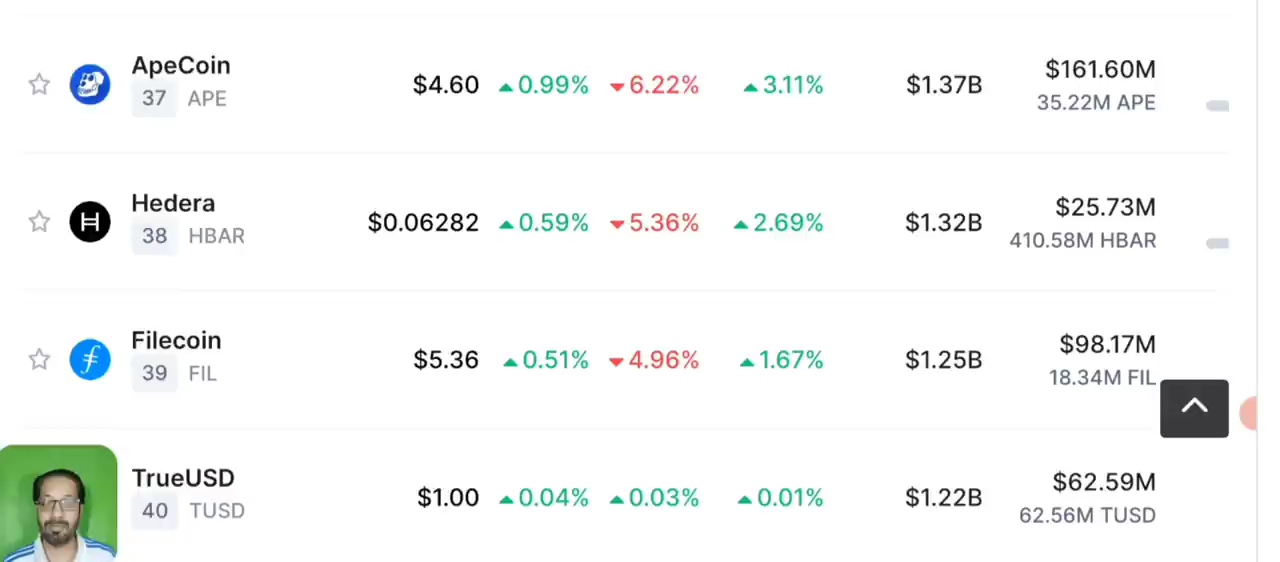 ApeCoin
37 APE $4.60 0.99% 6.22% 3.11% $1.37B $161.60M
35.22M APE
Hedera
38 HBAR $0.06282 0.59% 5.36% 2.69% $1.32B $25.73M
410.58M HBAR
Filecoin
39 FIL $5.36 0.51% 4.96% 1.67% $1.25B $98.17M
18.34M FIL
TrueUSD
40 TUSD $1.00 0.04% 0.03% 0.01% $1.22B $62.59M
62.56M TUSD